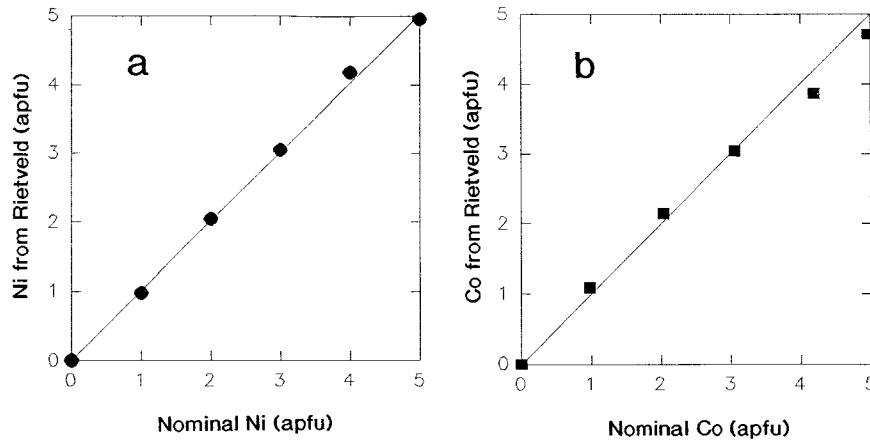 a
Ni from Rietveld (apfu)
5
4
3
2
1
0
0 1 2 3 4 5
Nominal Ni (apfu)
b
Co from Rietveld (apfu)
5
4
3
2
1
0
0 1 2 3 4 5
Nominal Co (apfu)